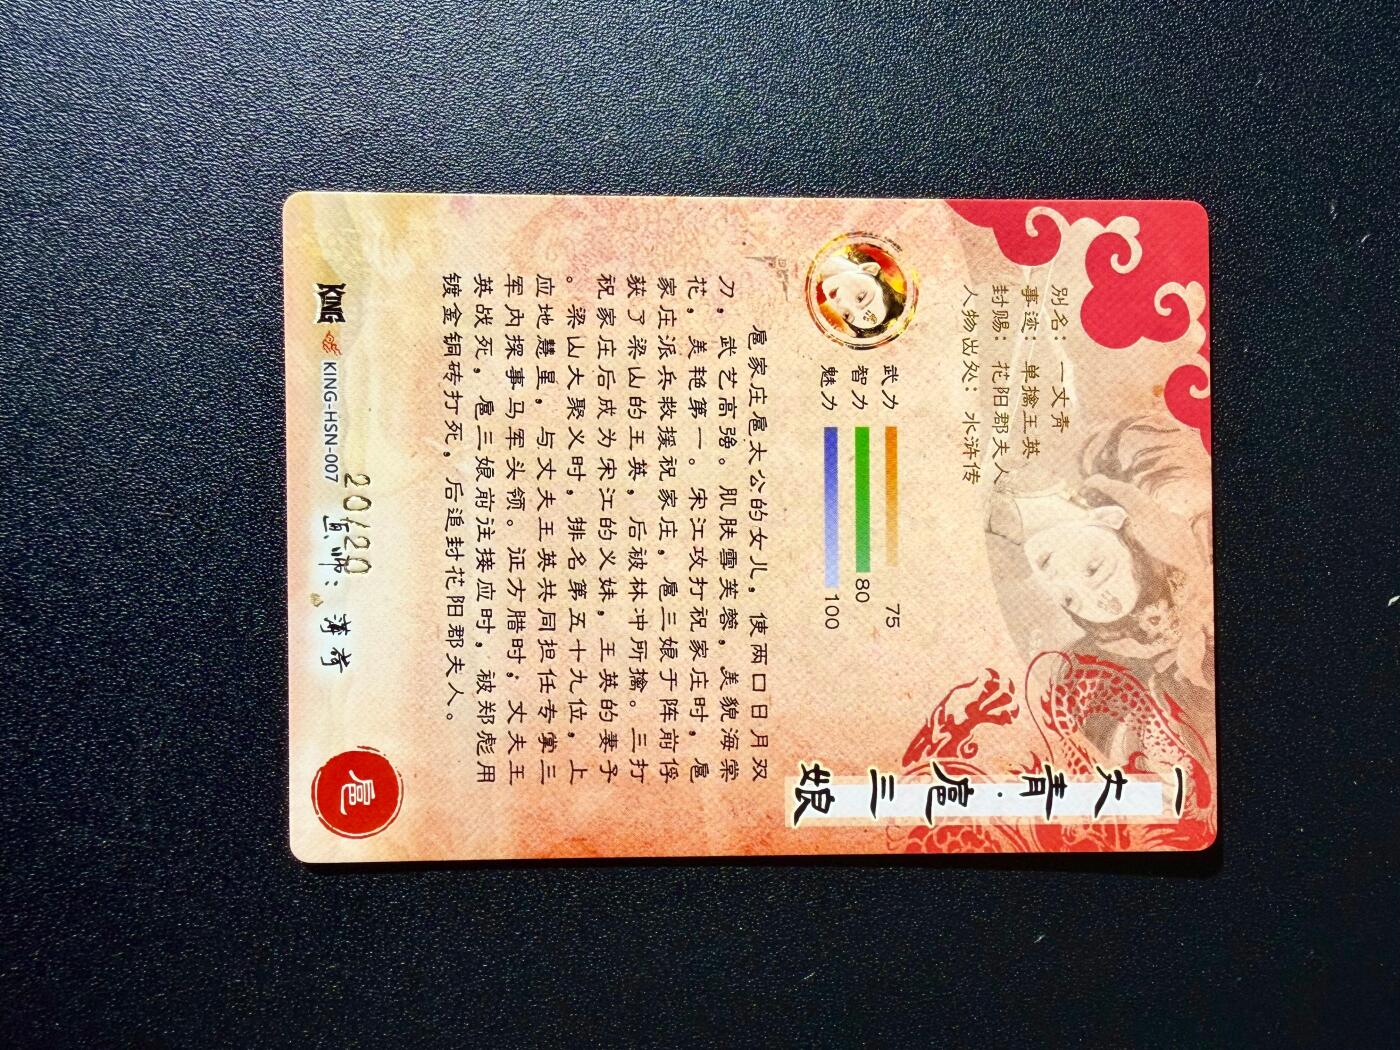 一丈青·扈三娘
别名：一丈青
事迹：单擒王英
封赐：花阳郡夫人
人物出处：水浒传
武力 75
智力 80
魅力 100
扈家庄扈太公的女儿，使两口日月双
刀，武艺高强。肌肤雪芙蓉，美貌海棠
花，美艳第一。宋江攻打祝家庄时，扈
家庄派兵救援祝家庄，扈三娘于阵前俘
获了梁山的王英，后被林冲所擒。三打
祝家庄后成为宋江的义妹，王英的妻子
。梁山大聚义时，排名第五十九位，上
应地慧星，与丈夫王英共同担任专掌三
军内探事马军头领。证方腊时，丈夫王
英战死，扈三娘前往接应时，被郑彪用
镀金铜砖打死，后追封花阳郡夫人。
KING KING-HSN-007
20/20
画师：
扈